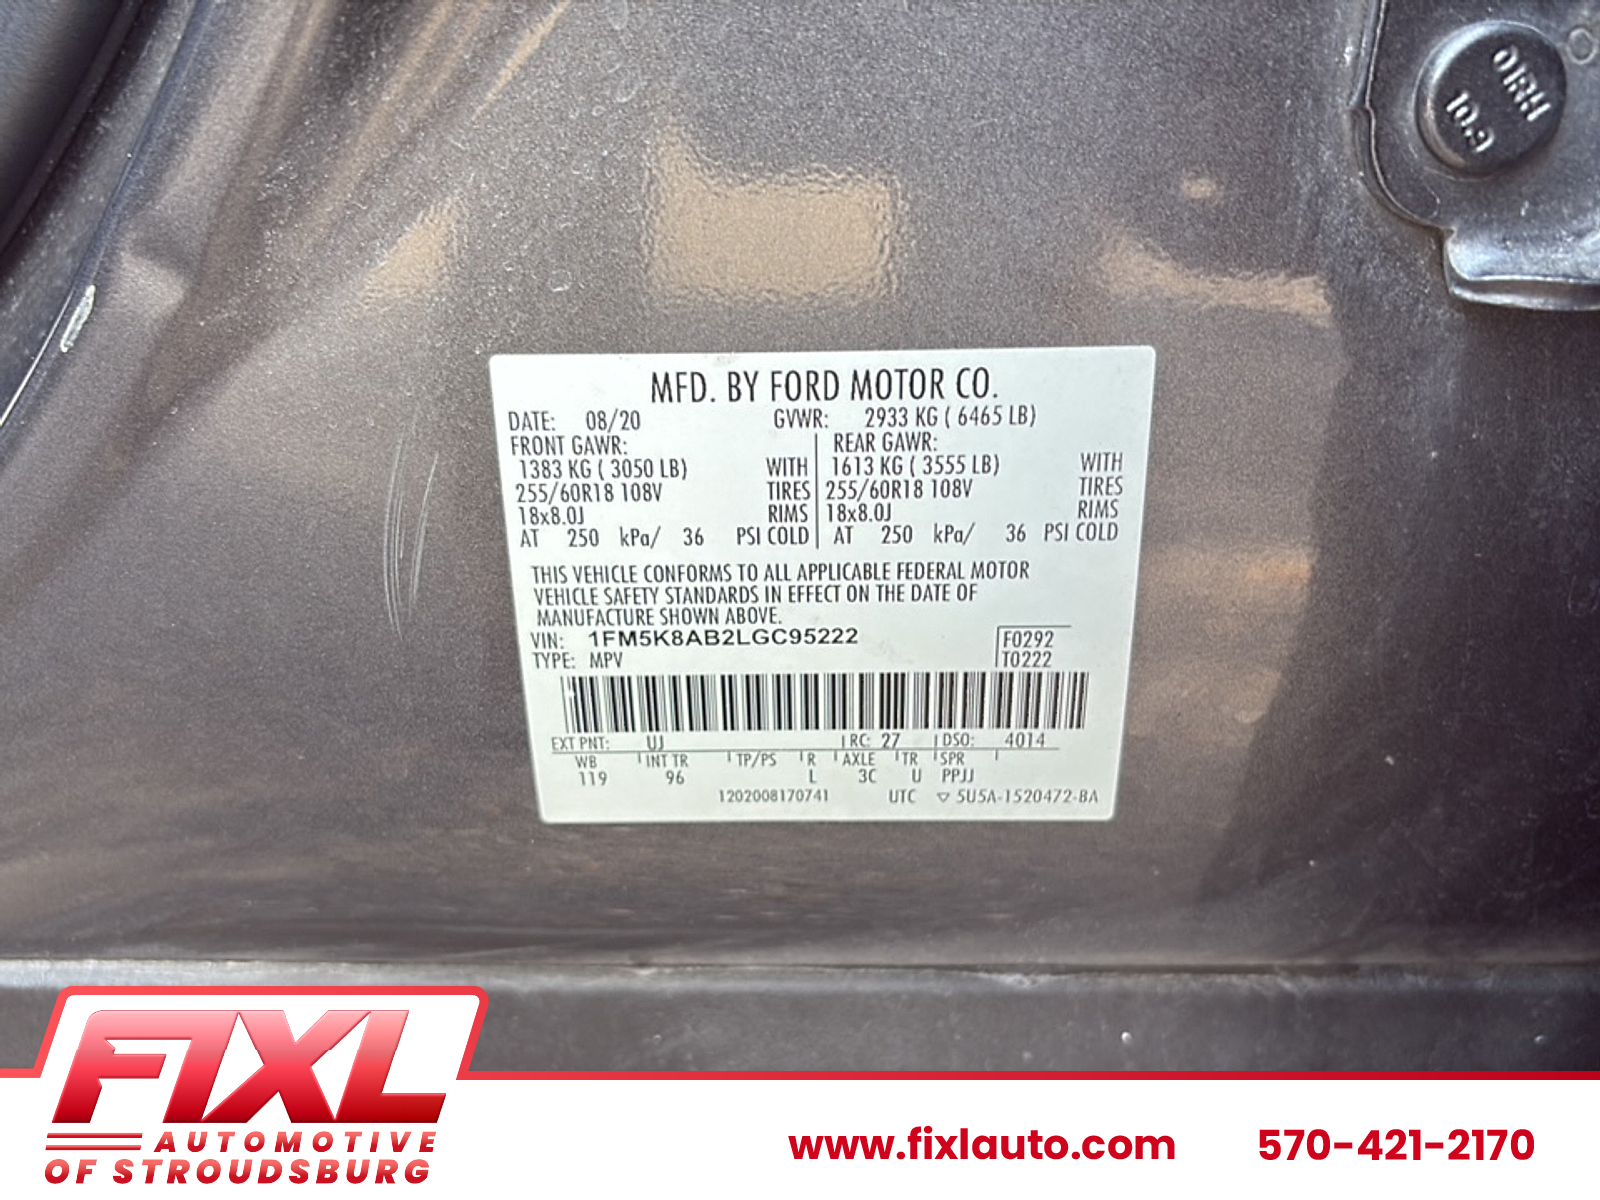 OIRH
10.9
MFD. BY FORD MOTOR CO.
DATE: 08/20 GVWR: 2933 KG ( 6465 LB)
FRONT GAWR: REAR GAWR:
1383 KG ( 3050 LB) WITH 1613 KG ( 3555 LB) WITH
255/60R18 108V TIRES 255/60R18 108V TIRES
18x8.0J RIMS 18x8.0J RIMS
AT 250 kPa/ 36 PSI COLD AT 250 kPa/ 36 PSI COLD
THIS VEHICLE CONFORMS TO ALL APPLICABLE FEDERAL MOTOR
VEHICLE SAFETY STANDARDS IN EFFECT ON THE DATE OF
MANUFACTURE SHOWN ABOVE.
VIN: 1FM5K8AB2LGC95222 F0292
TYPE: MPV T0222
EXT PNT: UJ RC: 27 DSO: 4014
WB INT TR TP/PS R AXLE TR SPR
119 96 L 3C U PPJJ
1202008170741 UTC ▽ 5U5A-1520472-BA
FIXL
AUTOMOTIVE
OF STROUDSBURG
www.fixlauto.com 570-421-2170